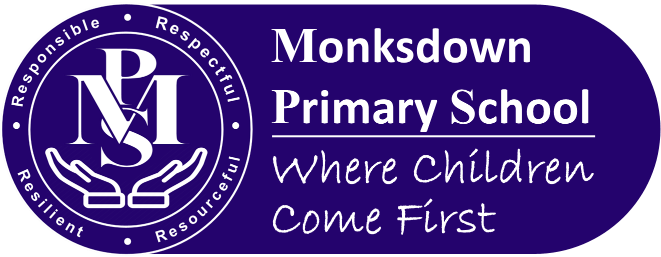 Responsible • Respectful • Resourceful • Resilient •
PMS
Monksdown
Primary School
Where Children
Come First